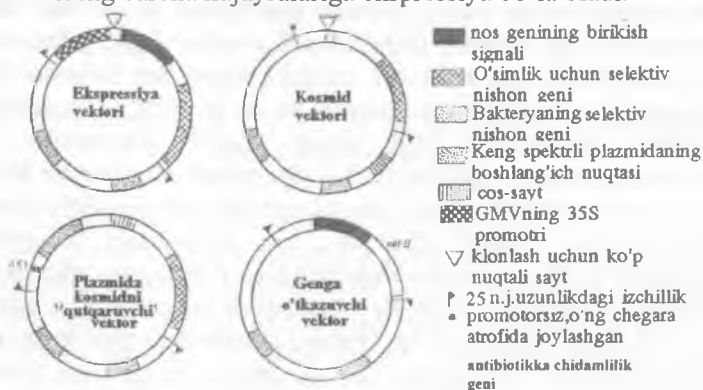 Ekspressiya
vektori
Kosmid
vektori
Plazmida
kosmidni
"qutqaruvchi"
vektor
Genga
o'tkazuvchi
vektor
nos genining birikish
signali
O'simlik uchun selektiv
nishon geni
Bakteryaning selektiv
nishon geni
Keng spektrli plazmidaning
boshlang'ich nuqtasi
cos-sayt
GMVning 35S
promotri
klonlash uchun ko'p
nuqtali sayt
25 n.j.uzunlikdagi izchillik
promotorsiz,o'ng chegara
atrofida joylashgan
antibiotikka chidamlilik
geni